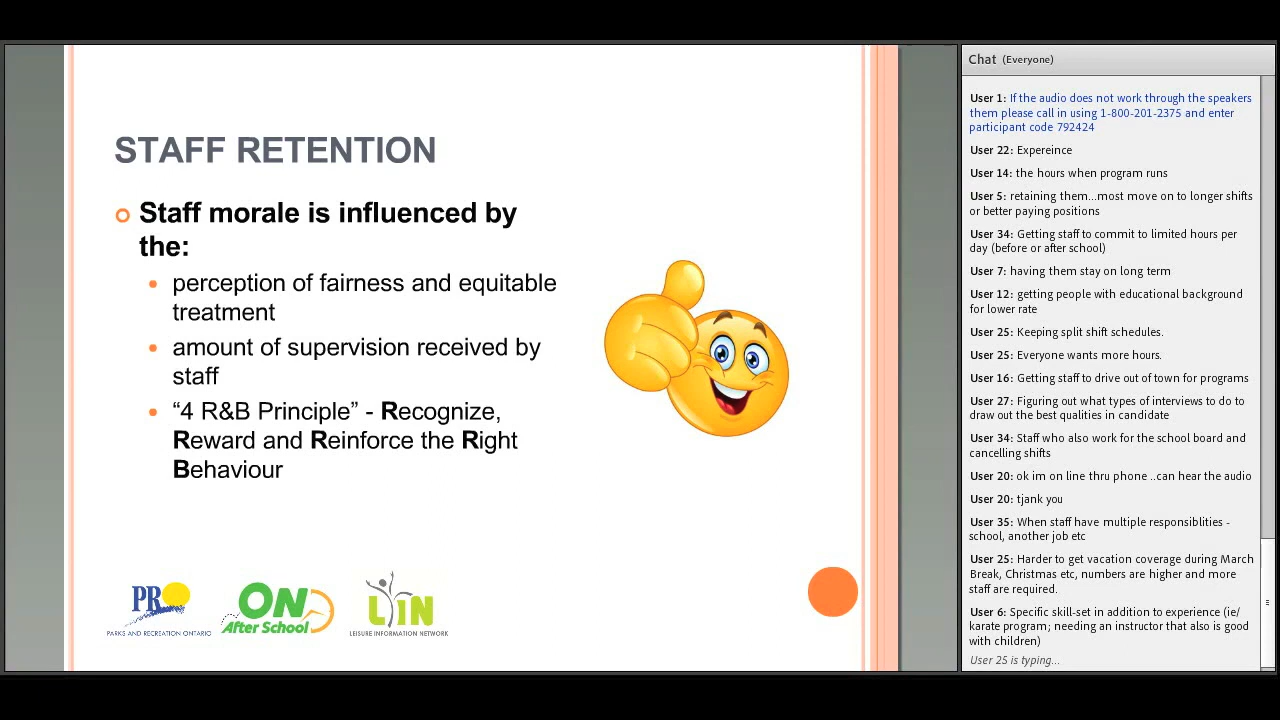 STAFF RETENTION
Staff morale is influenced by
the:
perception of fairness and equitable
treatment
amount of supervision received by
staff
“4 R&B Principle” - Recognize,
Reward and Reinforce the Right
Behaviour
PRO
PARKS AND RECREATION ONTARIO
ON
After School
LIN
LEISURE INFORMATION NETWORK
Chat (Everyone)
User 1: If the audio does not work through the speakers
them please call in using 1-800-201-2375 and enter
participant code 792424
User 22: Expereince
User 14: the hours when program runs
User 5: retaining them...most move on to longer shifts
or better paying positions
User 34: Getting staff to commit to limited hours per
day (before or after school)
User 7: having them stay on long term
User 12: getting people with educational background
for lower rate
User 25: Keeping split shift schedules.
User 25: Everyone wants more hours.
User 16: Getting staff to drive out of town for programs
User 27: Figuring out what types of interviews to do to
draw out the best qualities in candidate
User 34: Staff who also work for the school board and
cancelling shifts
User 20: ok im on line thru phone ..can hear the audio
User 20: tjank you
User 35: When staff have multiple responsiblities -
school, another job etc
User 25: Harder to get vacation coverage during March
Break, Christmas etc, numbers are higher and more
staff are required.
User 6: Specific skill-set in addition to experience (ie/
karate program; needing an instructor that also is good
with children)
User 25 is typing...